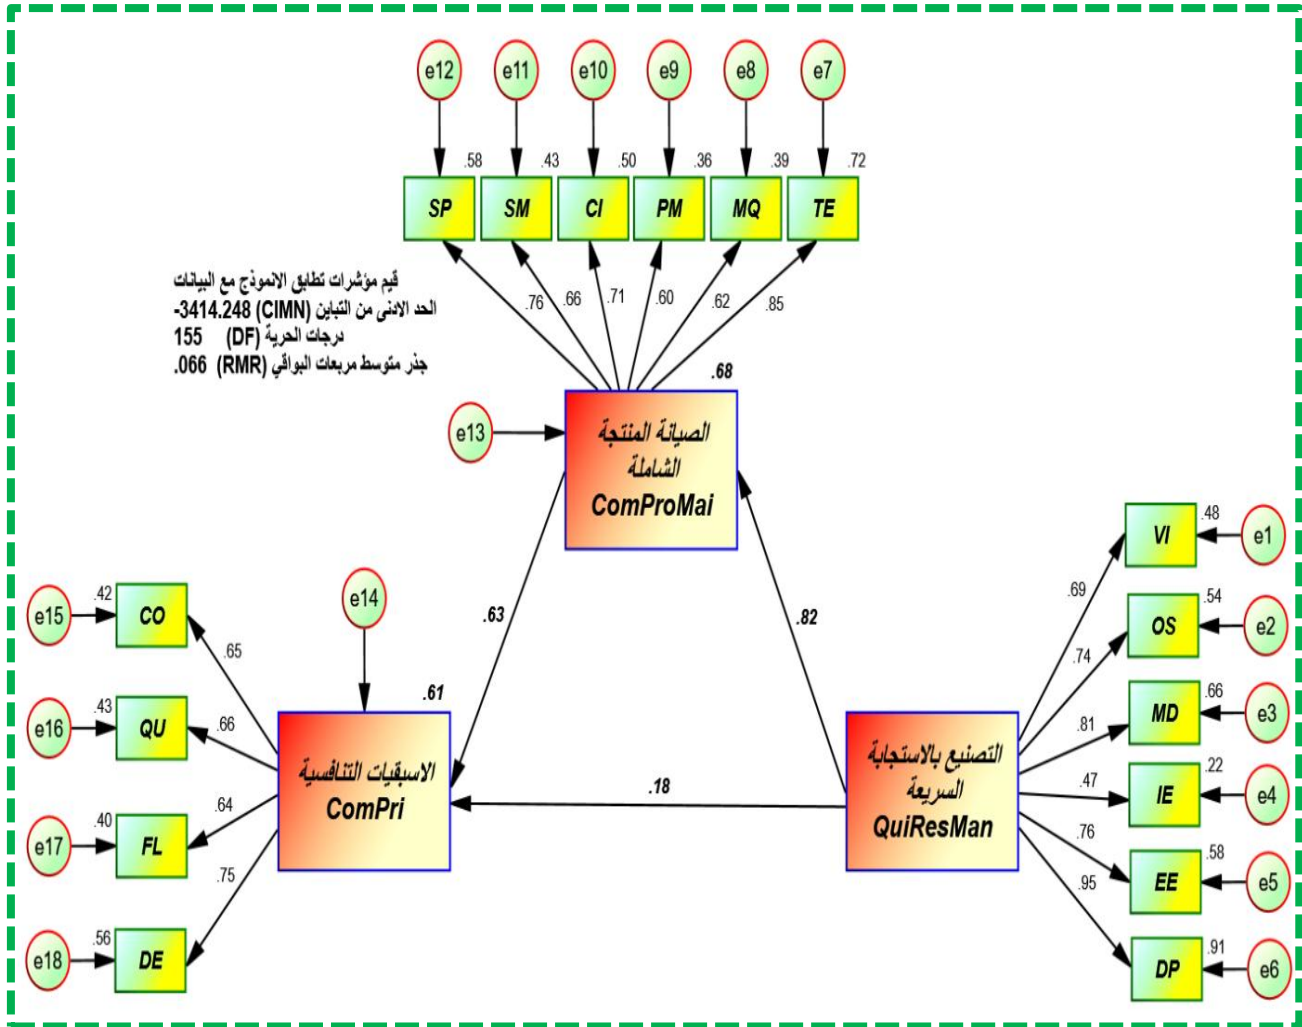 e12 e11 e10 e9 e8 e7
.58 .43 .50 .36 .39 .72
SP SM CI PM MQ TE
قيم مؤشرات تطابق الانموذج مع البيانات
الحد الادنى من التباين (CIMN) 3414.248-
درجات الحرية (DF) 155
جذر متوسط مربعات البواقي (RMR) .066
.76 .66 .71 .60 .62 .85
.68
e13
الصيانة المنتجة
الشاملة
ComProMai
e14
.63
.82
.61
الاسبقيات التنافسية
ComPri
.18
التصنيع بالاستجابة
السريعة
QuiResMan
e15 .42 CO .65
e16 .43 QU .66
e17 .40 FL .64
e18 .56 DE .75
.69 VI .48 e1
.74 OS .54 e2
.81 MD .66 e3
.47 IE .22 e4
.76 EE .58 e5
.95 DP .91 e6